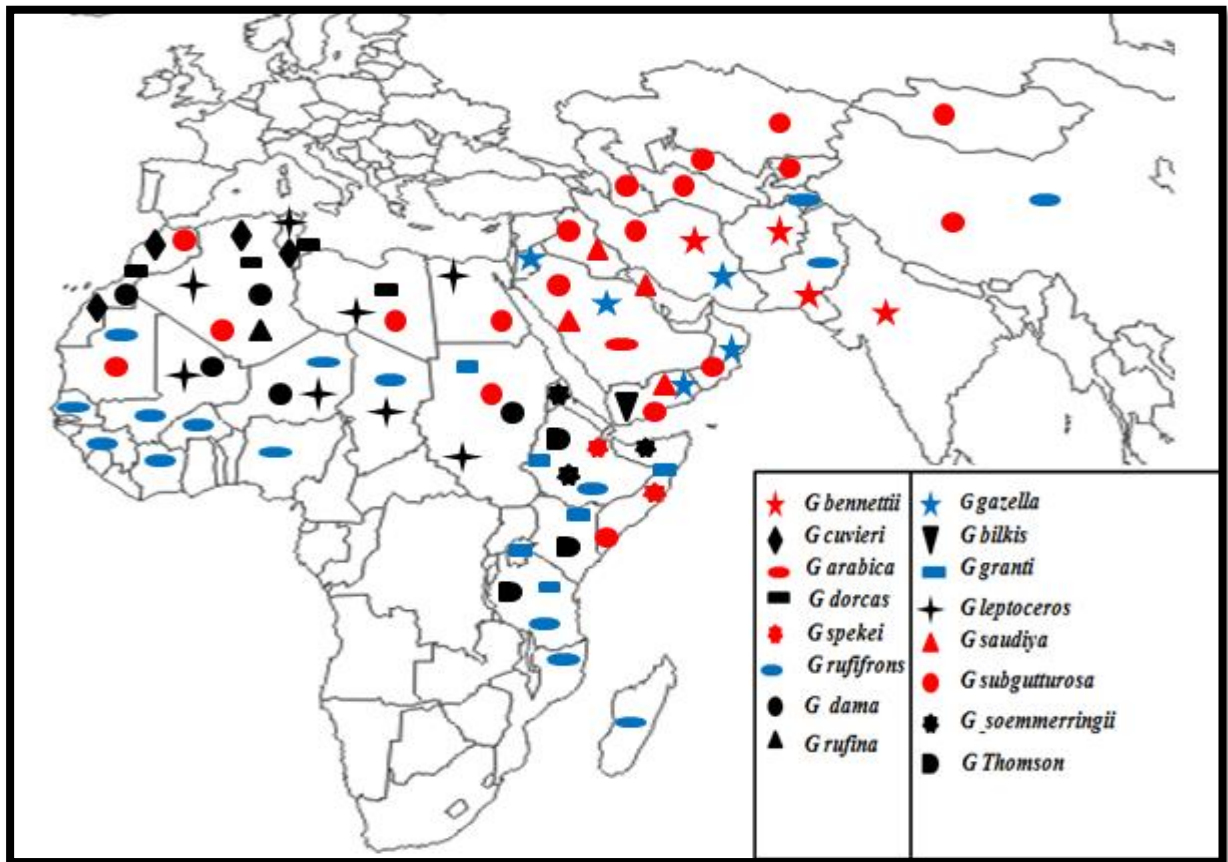 G bennettii
G cuvieri
G arabica
G dorcas
G spekei
G rufifrons
G dama
G rufina
G gazella
G bilkis
G granti
G leptoceros
G saudiya
G subgutturosa
G_soemmerringii
G Thomson